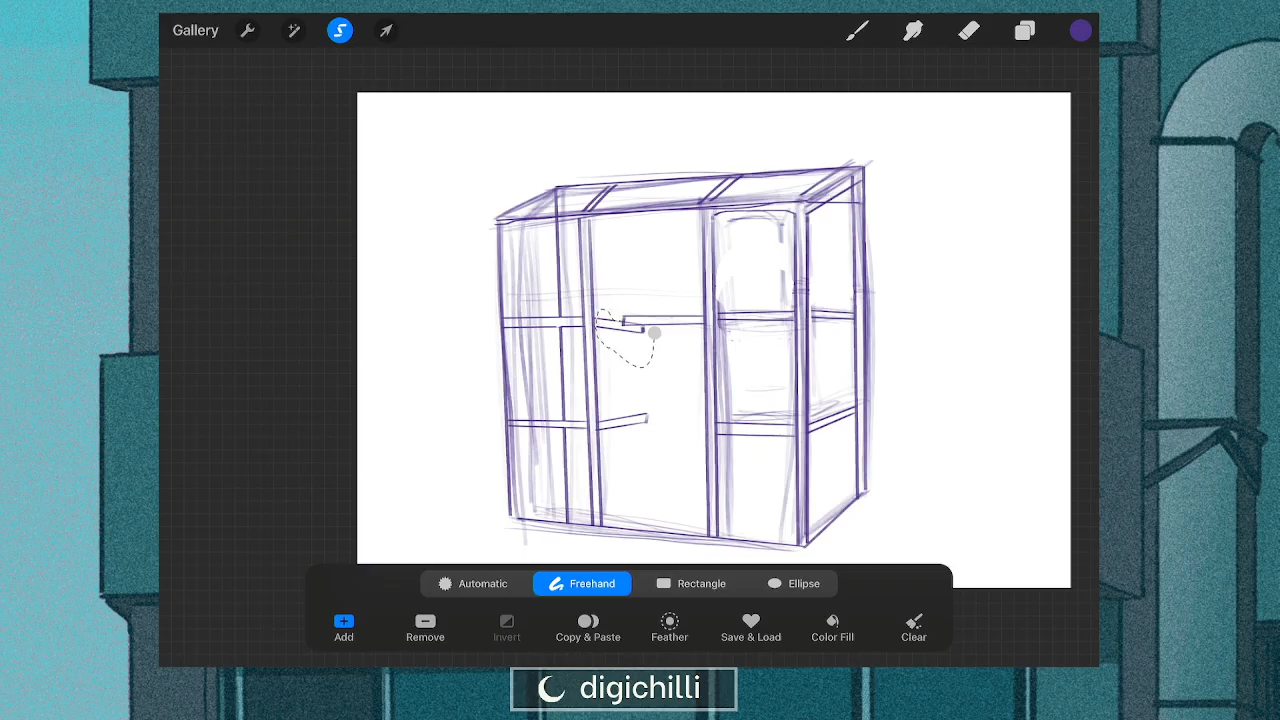 Gallery
Automatic Freehand Rectangle Ellipse
Add Remove Invert Copy & Paste Feather Save & Load Color Fill Clear
digichilli